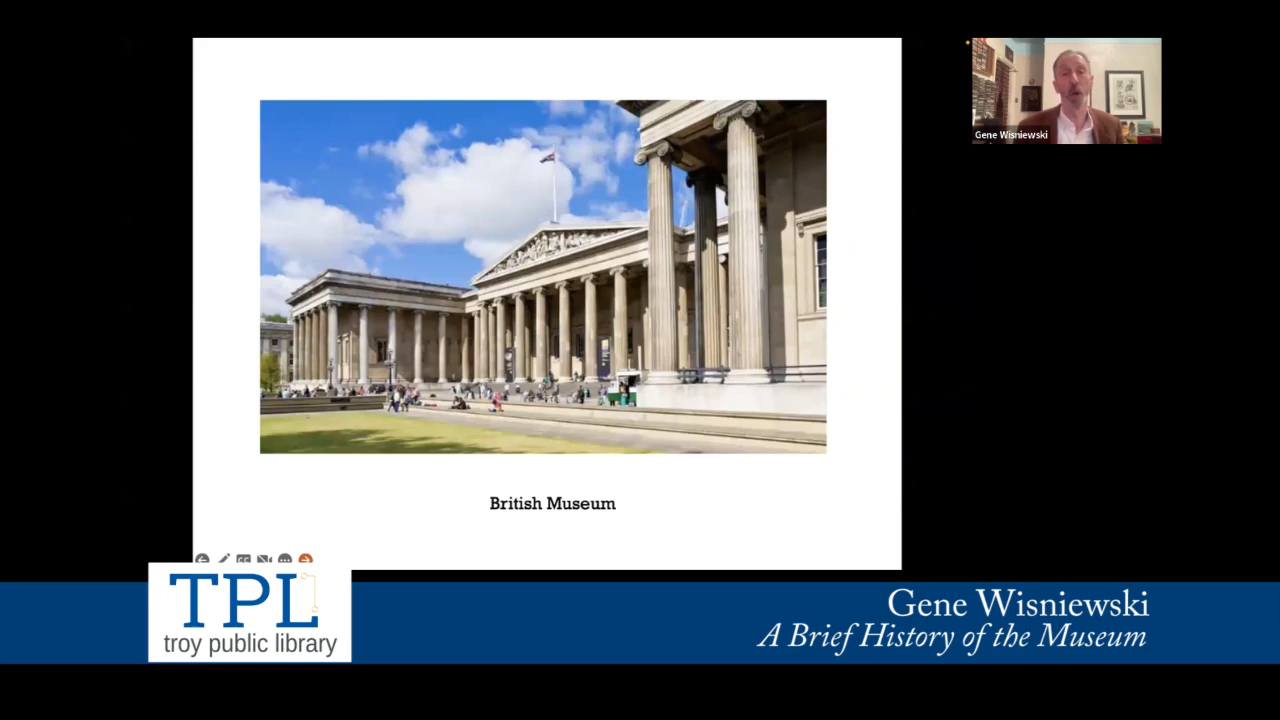 Gene Wisniewski
British Museum
TPL
troy public library
Gene Wisniewski
A Brief History of the Museum